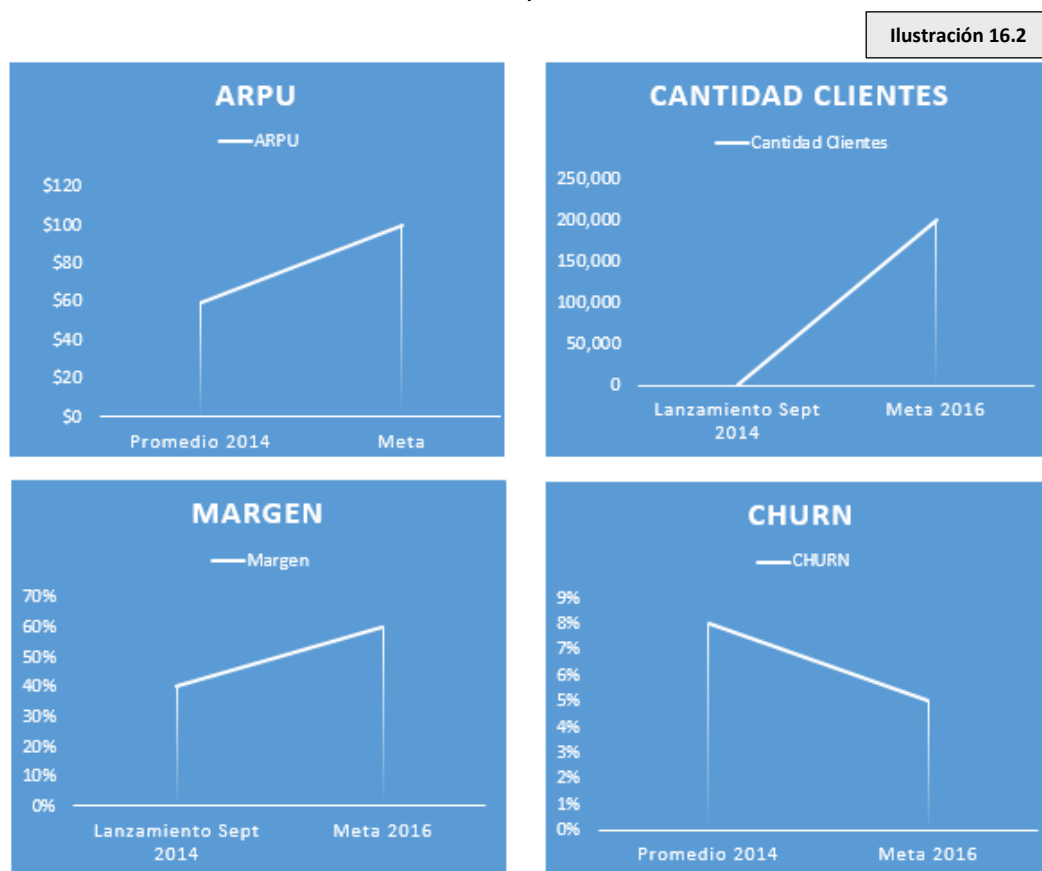 Ilustración 16.2
ARPU
ARPU
$120
$100
$80
$60
$40
$20
$0
Promedio 2014
Meta
CANTIDAD CLIENTES
Cantidad Clientes
250,000
200,000
150,000
100,000
50,000
0
Lanzamiento Sept
2014
Meta 2016
MARGEN
Margen
70%
60%
50%
40%
30%
20%
10%
0%
Lanzamiento Sept
2014
Meta 2016
CHURN
CHURN
9%
8%
7%
6%
5%
4%
3%
2%
1%
0%
Promedio 2014
Meta 2016